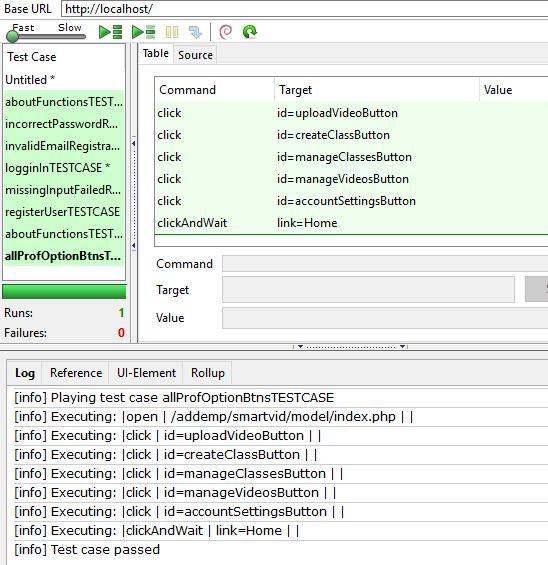 Base URL http://localhost/
Fast Slow
Table Source
Test Case
Untitled *
aboutFunctionsTEST...
incorrectPasswordR...
invalidEmailRegistra...
logginInTESTCASE *
missingInputFailedR...
registerUserTESTCASE
aboutFunctionsTEST...
allProfOptionBtnsT...
Runs: 1
Failures: 0
Command Target Value
click id=uploadVideoButton
click id=createClassButton
click id=manageClassesButton
click id=manageVideosButton
click id=accountSettingsButton
clickAndWait link=Home
Command
Target
Value
Log Reference UI-Element Rollup
[info] Playing test case allProfOptionBtnsTESTCASE
[info] Executing: |open | /addemp/smartvid/model/index.php | |
[info] Executing: |click | id=uploadVideoButton | |
[info] Executing: |click | id=createClassButton | |
[info] Executing: |click | id=manageClassesButton | |
[info] Executing: |click | id=manageVideosButton | |
[info] Executing: |click | id=accountSettingsButton | |
[info] Executing: |clickAndWait | link=Home | |
[info] Test case passed